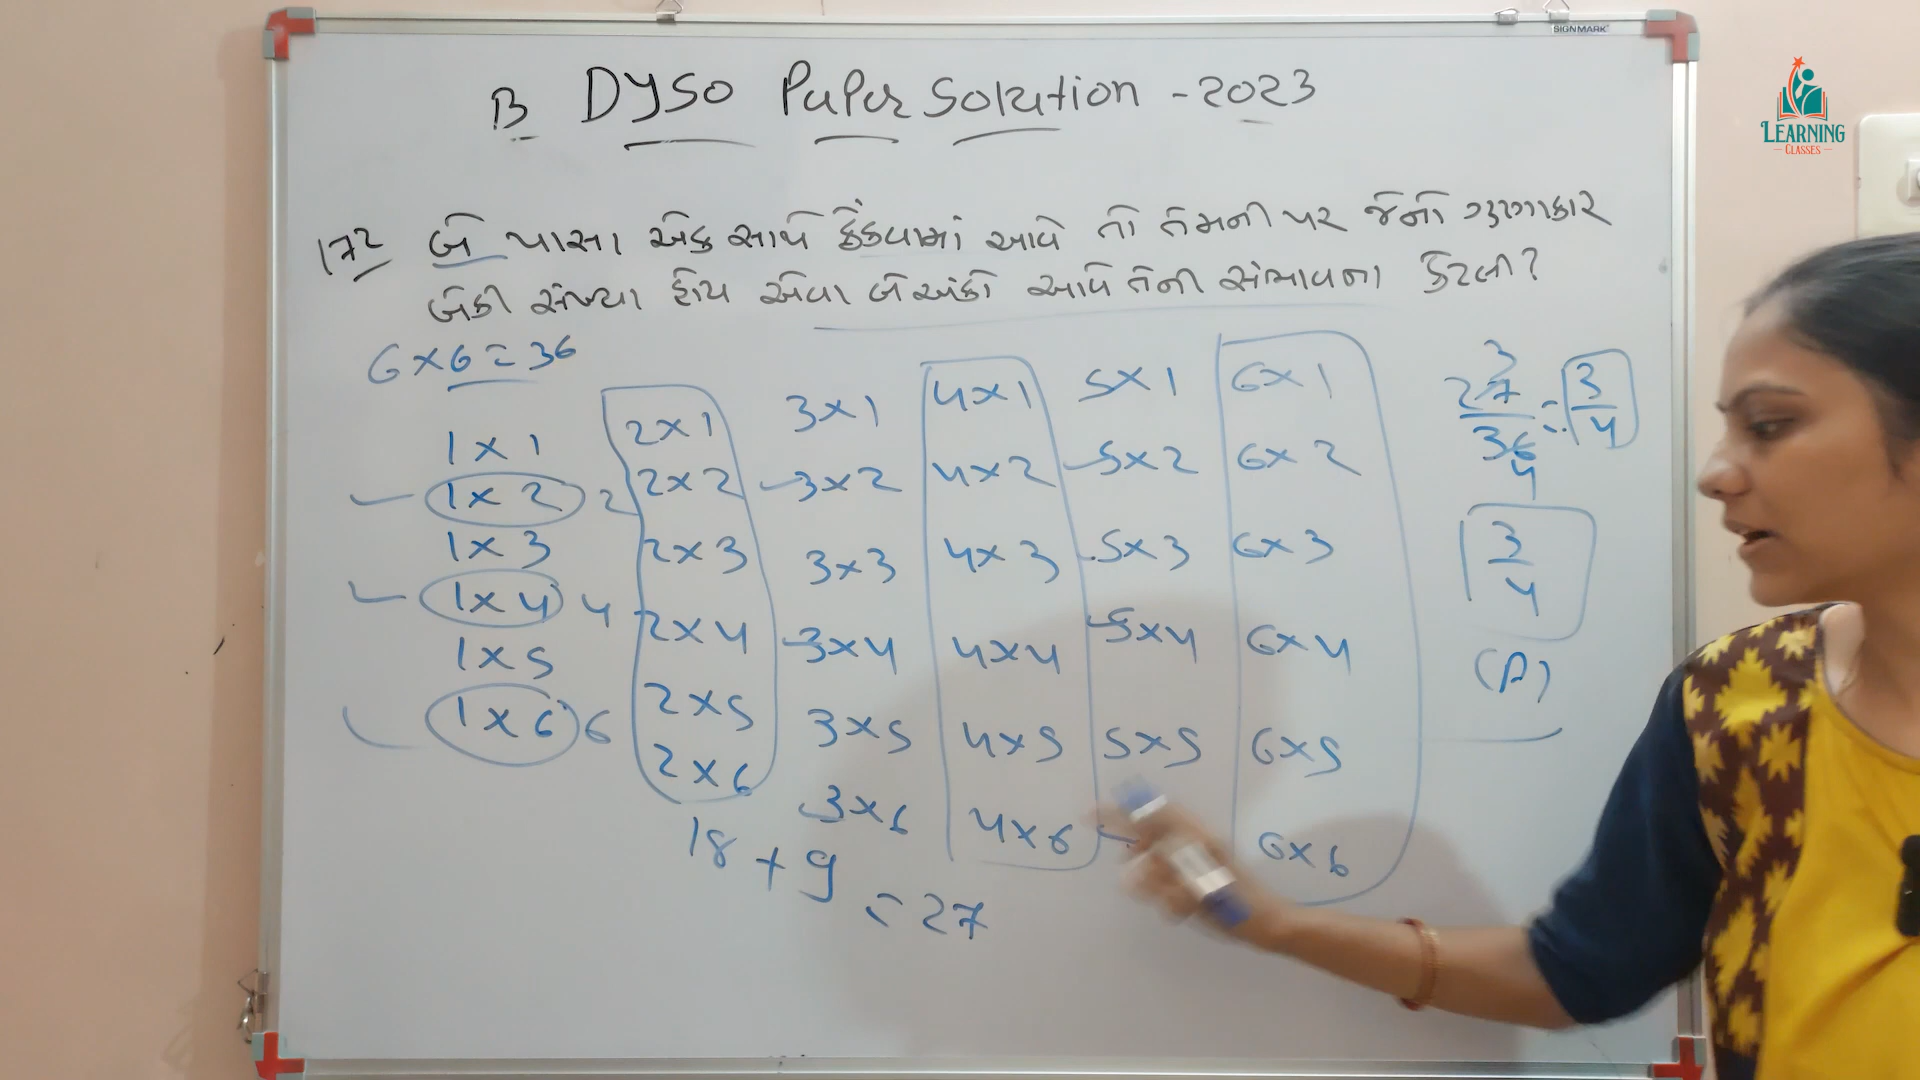 SIGNMARK
LEARNING
CLASSES
B DYSO Paper Solution - 2023
172 બે પાસા એક સાથે ફેંકવામાં આવે તો તેમની પર જેનો ગુણાકાર
બેકી સંખ્યા હોય એવા બે અંકો આવે તેની સંભાવના કેટલી?
6 x 6 = 36
1 x 1
1 x 2 2
1 x 3
1 x 4 4
1 x 5
1 x 6 6
2 x 1
2 x 2
2 x 3
2 x 4
2 x 5
2 x 6
3 x 1
3 x 2
3 x 3
3 x 4
3 x 5
3 x 6
4 x 1
4 x 2
4 x 3
4 x 4
4 x 5
4 x 6
5 x 1
5 x 2
5 x 3
5 x 4
5 x 5
6 x 1
6 x 2
6 x 3
6 x 4
6 x 5
6 x 6
18 + 9
= 27
3
27 = 3
36 4
4
3
4
(A)